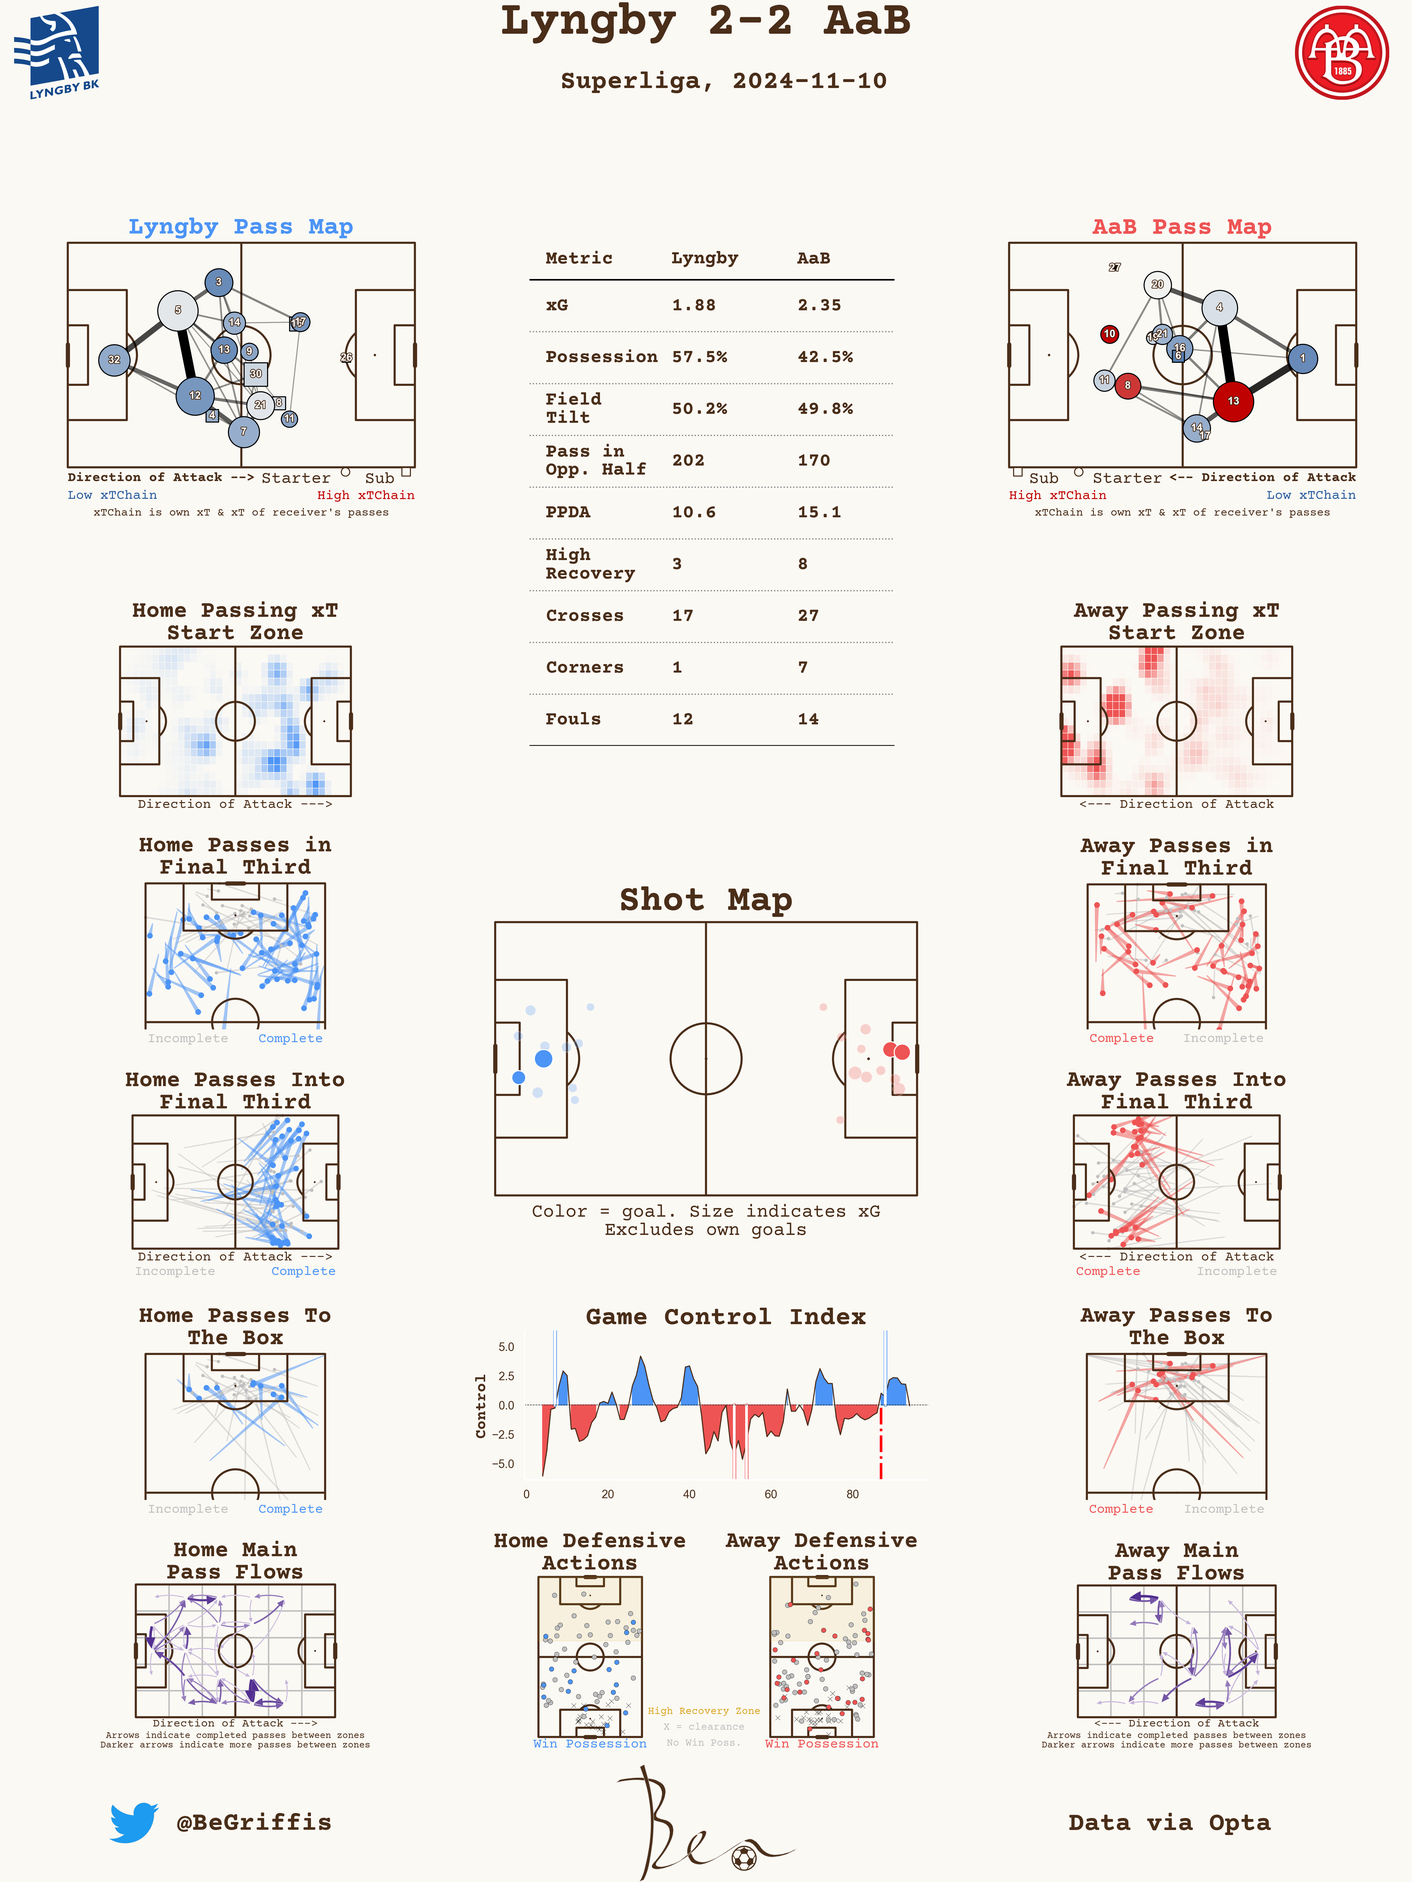 Lyngby 2-2 AaB
Superliga, 2024-11-10
LYNGBY BK
AaB
1885
Lyngby Pass Map
3
5
14
17
13
9
32
26
30
12
21
8
4
11
7
Direction of Attack --> Starter Sub
Low xTChain High xTChain
xTChain is own xT & xT of receiver's passes
Metric Lyngby AaB
xG 1.88 2.35
Possession 57.5% 42.5%
Field
Tilt 50.2% 49.8%
Pass in
Opp. Half 202 170
PPDA 10.6 15.1
High
Recovery 3 8
Crosses 17 27
Corners 1 7
Fouls 12 14
AaB Pass Map
27
20
4
10
21
16
6
1
11
8
13
14
17
Sub Starter <-- Direction of Attack
High xTChain Low xTChain
xTChain is own xT & xT of receiver's passes
Home Passing xT
Start Zone
Direction of Attack --->
Away Passing xT
Start Zone
<--- Direction of Attack
Home Passes in
Final Third
Incomplete Complete
Away Passes in
Final Third
Complete Incomplete
Shot Map
Color = goal. Size indicates xG
Excludes own goals
Home Passes Into
Final Third
Direction of Attack --->
Incomplete Complete
Away Passes Into
Final Third
<--- Direction of Attack
Complete Incomplete
Home Passes To
The Box
Incomplete Complete
Game Control Index
Control
5.0
2.5
0.0
−2.5
−5.0
0 20 40 60 80
Away Passes To
The Box
Complete Incomplete
Home Main
Pass Flows
Direction of Attack --->
Arrows indicate completed passes between zones
Darker arrows indicate more passes between zones
Home Defensive
Actions
Win Possession
High Recovery Zone
X = clearance
No Win Poss.
Away Defensive
Actions
Win Possession
Away Main
Pass Flows
<--- Direction of Attack
Arrows indicate completed passes between zones
Darker arrows indicate more passes between zones
@BeGriffis
Ben
Data via Opta